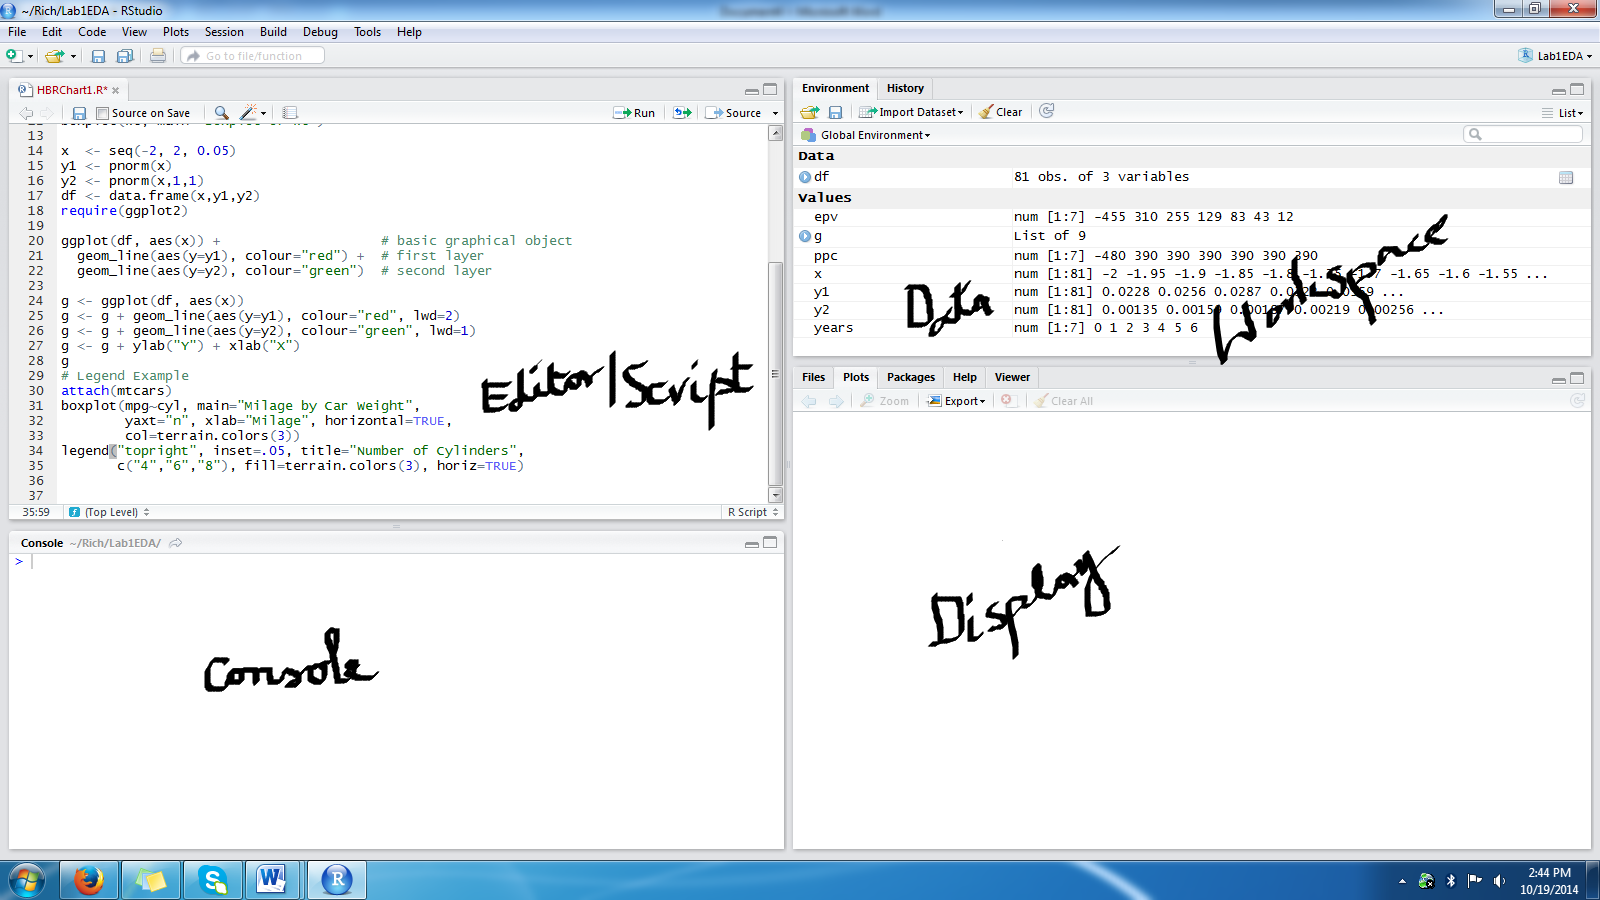 ~/Rich/Lab1EDA - RStudio
File Edit Code View Plots Session Build Debug Tools Help
Go to file/function
Lab1EDA
HBRChart1.R*
Source on Save
Run
Source
13
14 x <- seq(-2, 2, 0.05)
15 y1 <- pnorm(x)
16 y2 <- pnorm(x,1,1)
17 df <- data.frame(x,y1,y2)
18 require(ggplot2)
19
20 ggplot(df, aes(x)) + # basic graphical object
21 geom_line(aes(y=y1), colour="red") + # first layer
22 geom_line(aes(y=y2), colour="green") # second layer
23
24 g <- ggplot(df, aes(x))
25 g <- g + geom_line(aes(y=y1), colour="red", lwd=2)
26 g <- g + geom_line(aes(y=y2), colour="green", lwd=1)
27 g <- g + ylab("Y") + xlab("X")
28 g
29 # Legend Example
30 attach(mtcars)
31 boxplot(mpg~cyl, main="Milage by Car Weight",
32 yaxt="n", xlab="Milage", horizontal=TRUE,
33 col=terrain.colors(3))
34 legend("topright", inset=.05, title="Number of Cylinders",
35 c("4","6","8"), fill=terrain.colors(3), horiz=TRUE)
36
37
Editor/Script
35:59 (Top Level) R Script
Console ~/Rich/Lab1EDA/
>
Console
Environment History
Import Dataset Clear List
Global Environment
Data
df 81 obs. of 3 variables
Values
epv num [1:7] -455 310 255 129 83 43 12
g List of 9
ppc num [1:7] -480 390 390 390 390 390 390
x num [1:81] -2 -1.95 -1.9 -1.85 -1.65 -1.6 -1.55 ...
y1 num [1:81] 0.0228 0.0256 0.0287 ...
y2 num [1:81] 0.00135 0.00219 0.00256 ...
years num [1:7] 0 1 2 3 4 5 6
Data Workspace
Files Plots Packages Help Viewer
Zoom Export Clear All
Display
2:44 PM
10/19/2014